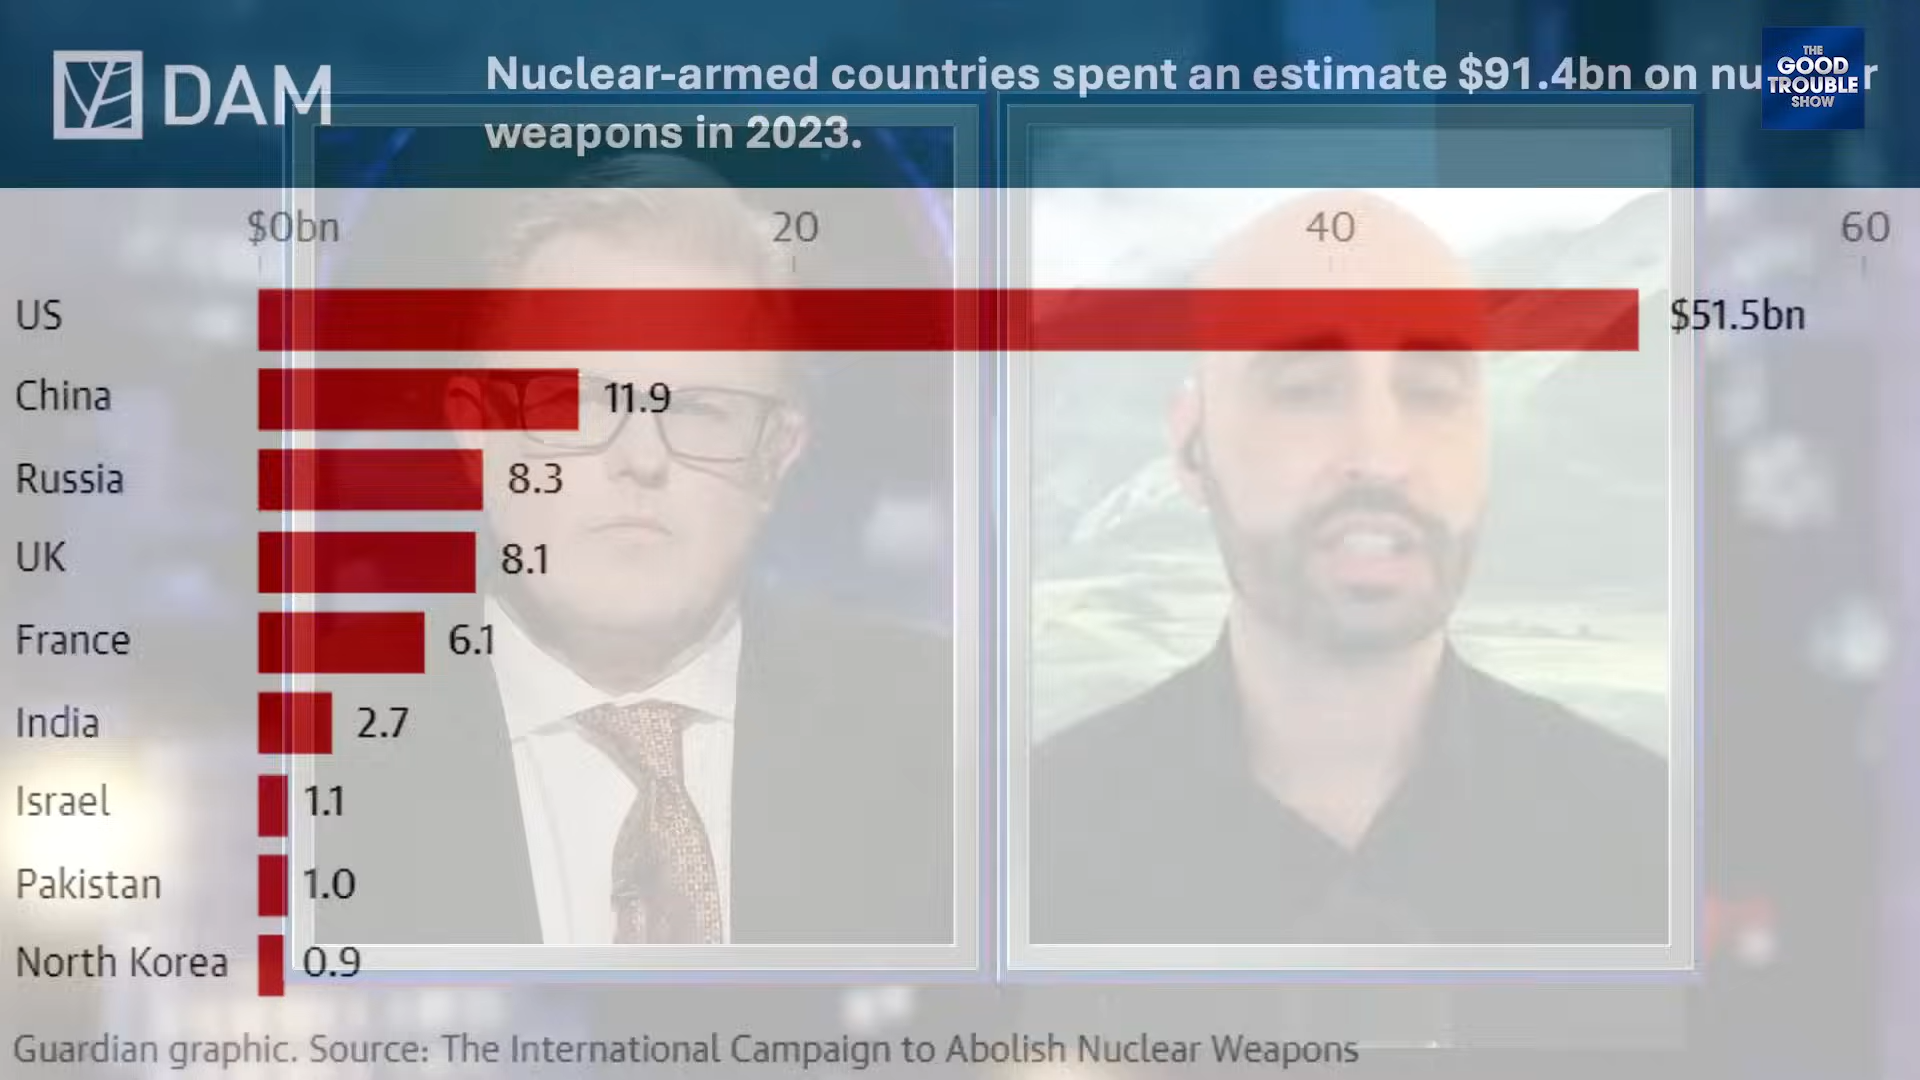 DAM
Nuclear-armed countries spent an estimate $91.4bn on
weapons in 2023.
THE
GOOD
TROUBLE
SHOW
$0bn 20 40 60
US $51.5bn
China 11.9
Russia 8.3
UK 8.1
France 6.1
India 2.7
Israel 1.1
Pakistan 1.0
North Korea 0.9
Guardian graphic. Source: The International Campaign to Abolish Nuclear Weapons